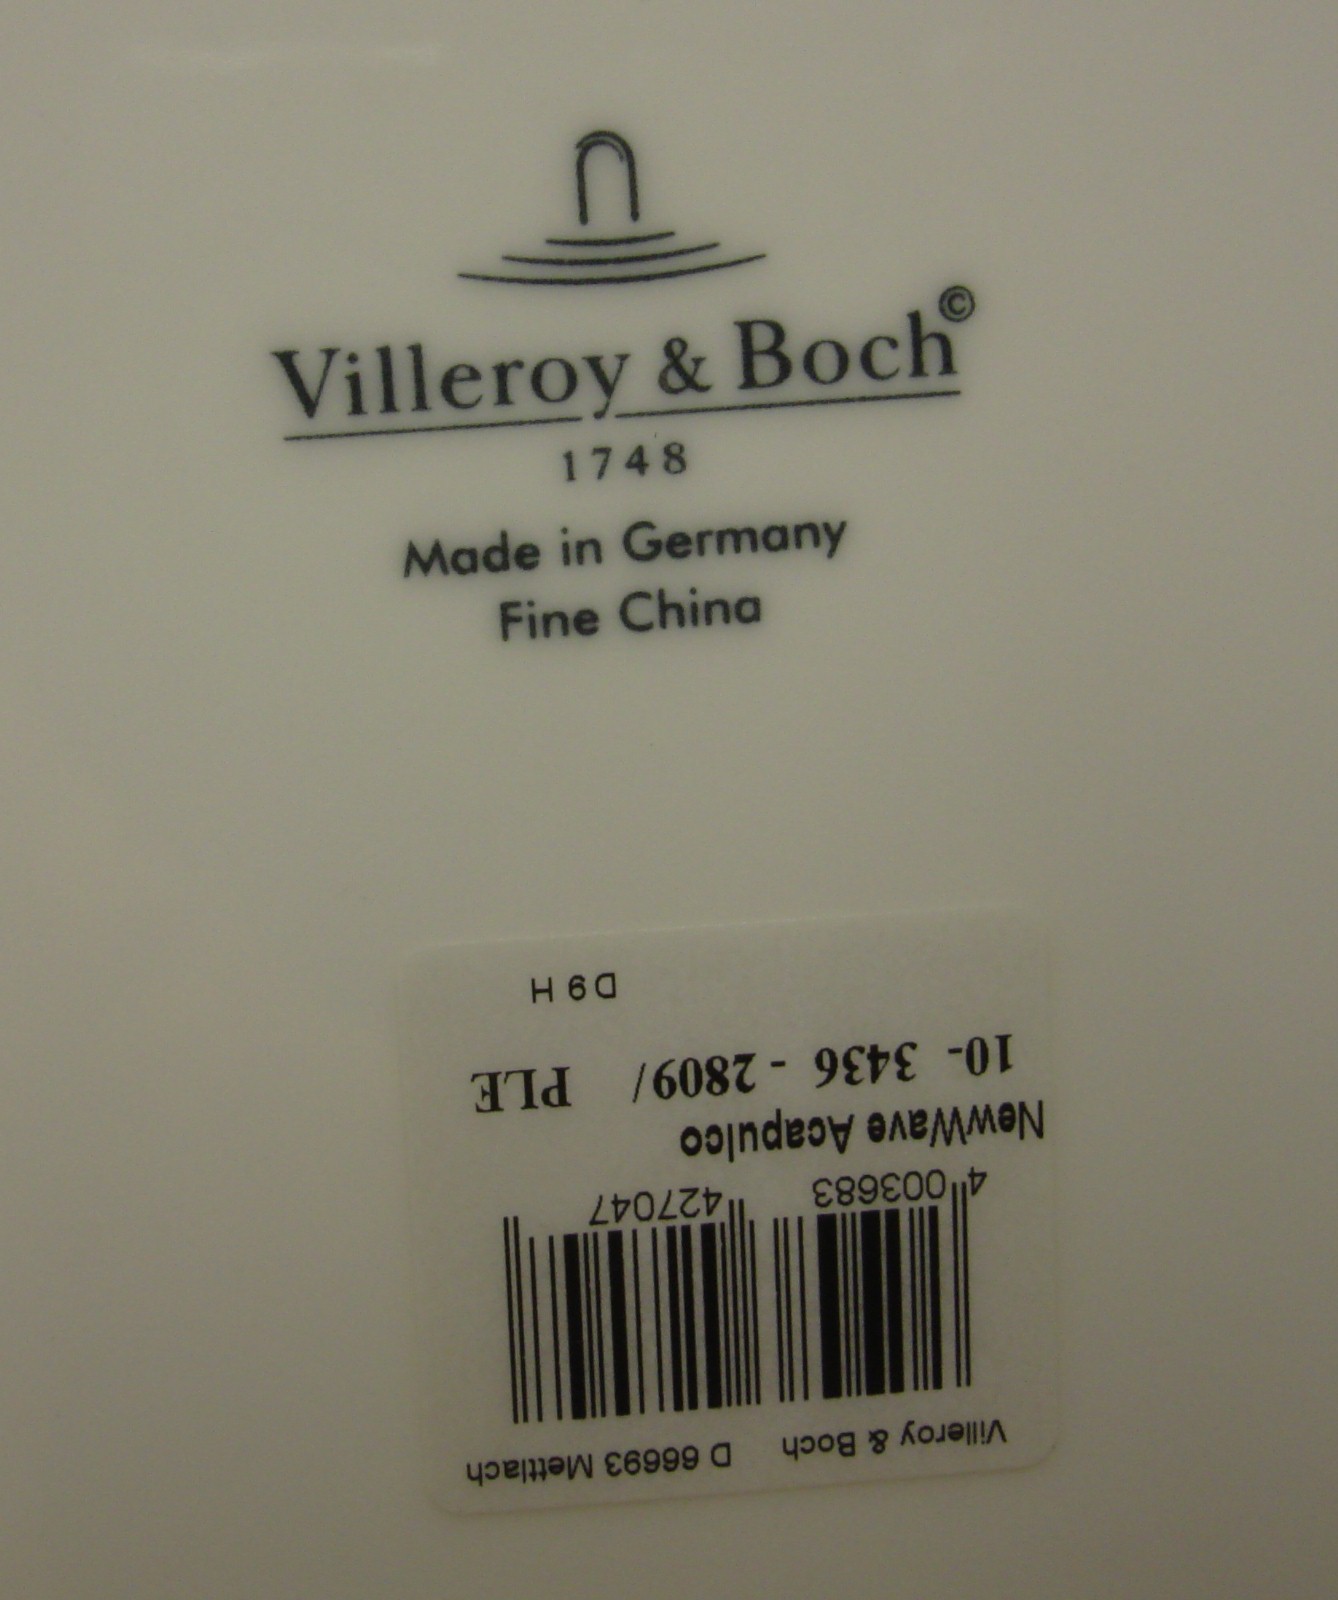 Villeroy & Boch©
1748
Made in Germany
Fine China
Villeroy & Boch D 66693 Mettlach
4 003683 427047
NewWave Acapulco
10- 3436 - 2809/ PLE
D9H